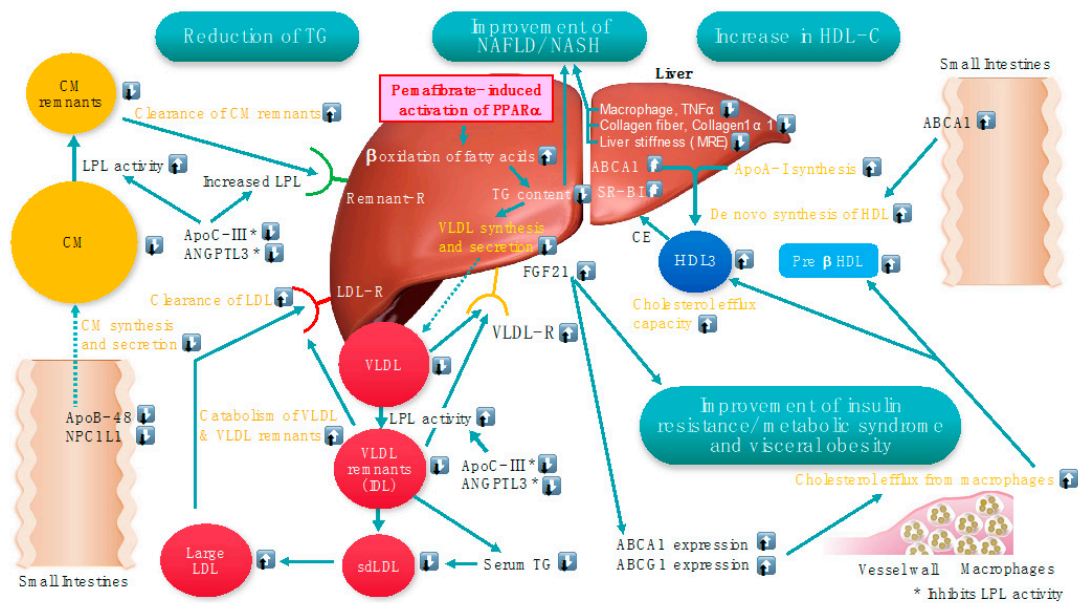 Reduction of TG
Improvement of
NAFLD/NASH
Increase in HDL-C
CM
remnants
Clearance of CM remnants
Pemafibrate-induced
activation of PPARα
Liver
Macrophage, TNFα
Collagen fiber, Collagen1α 1
Liver stiffness (MRE)
Small Intestines
ABCA1
LPL activity
Increased LPL
Remnant-R
β oxidation of fatty acids
TG content
ABCA1
SR-BI
ApoA-I synthesis
De novo synthesis of HDL
CM
ApoC-III*
ANGPTL3*
VLDL synthesis
and secretion
CE
HDL3
Pre β HDL
FGF21
Clearance of LDL
LDL-R
VLDL-R
Cholesterol efflux
capacity
CM synthesis
and secretion
VLDL
ApoB-48
NPC1L1
Catabolism of VLDL
& VLDL remnants
LPL activity
Improvement of insulin
resistance/metabolic syndrome
and visceral obesity
VLDL
remnants
(IDL)
ApoC-III*
ANGPTL3*
Cholesterol efflux from macrophages
Large
LDL
sdLDL
Serum TG
ABCA1 expression
ABCG1 expression
Small Intestines
Vessel wall
Macrophages
* Inhibits LPL activity